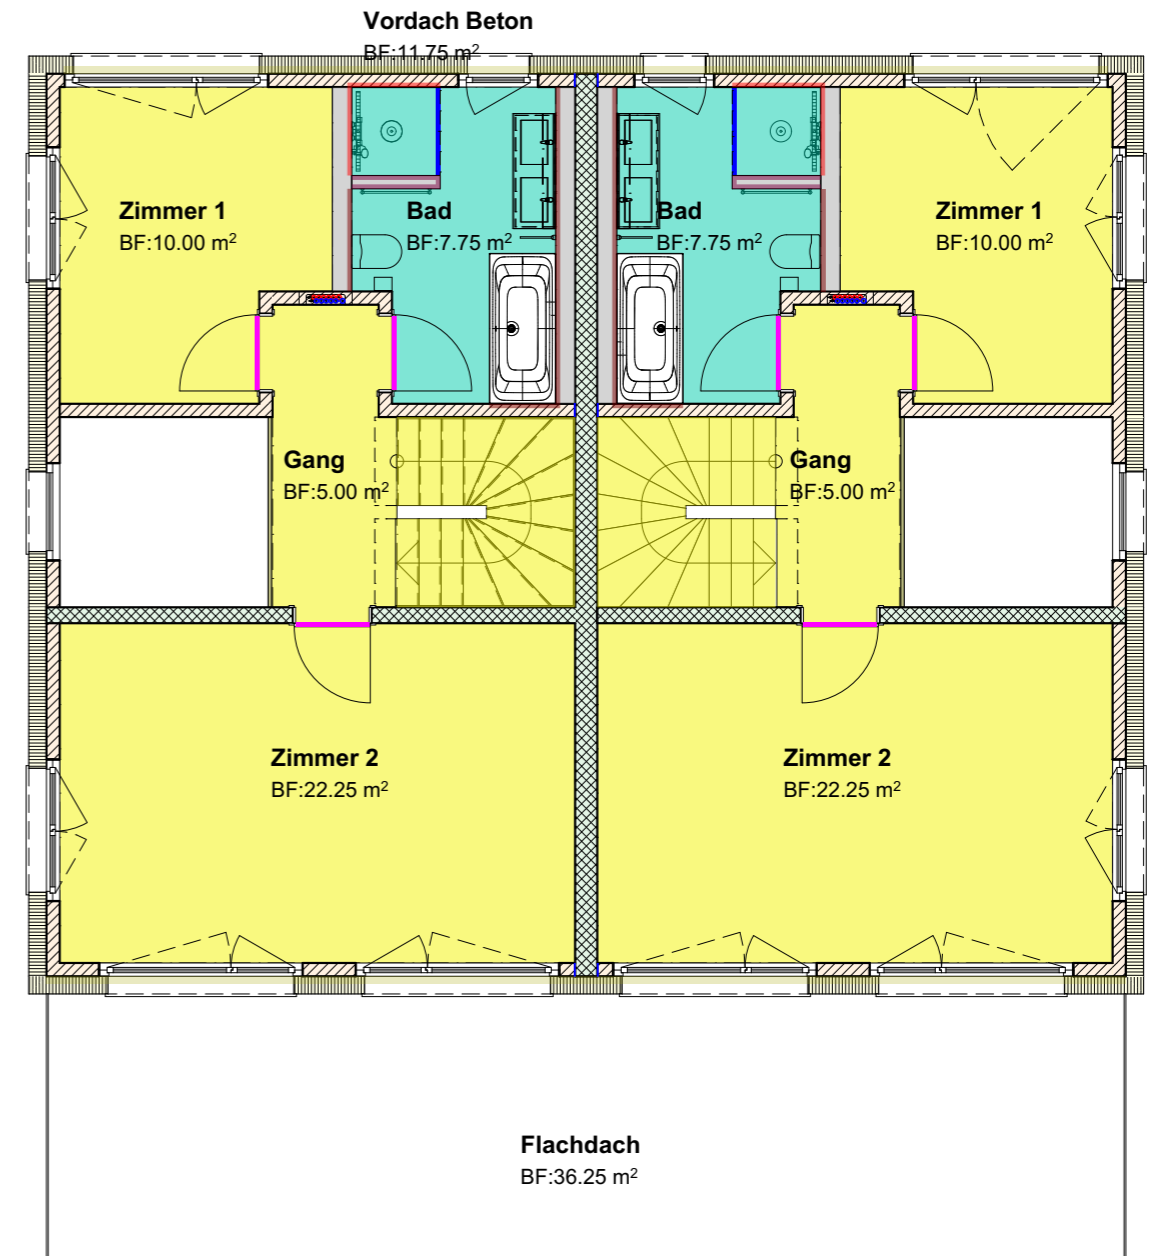 Vordach Beton
BF:11.75 m²
Zimmer 1
BF:10.00 m²
Bad
BF:7.75 m²
Bad
BF:7.75 m²
Zimmer 1
BF:10.00 m²
Gang
BF:5.00 m²
Gang
BF:5.00 m²
Zimmer 2
BF:22.25 m²
Zimmer 2
BF:22.25 m²
Flachdach
BF:36.25 m²